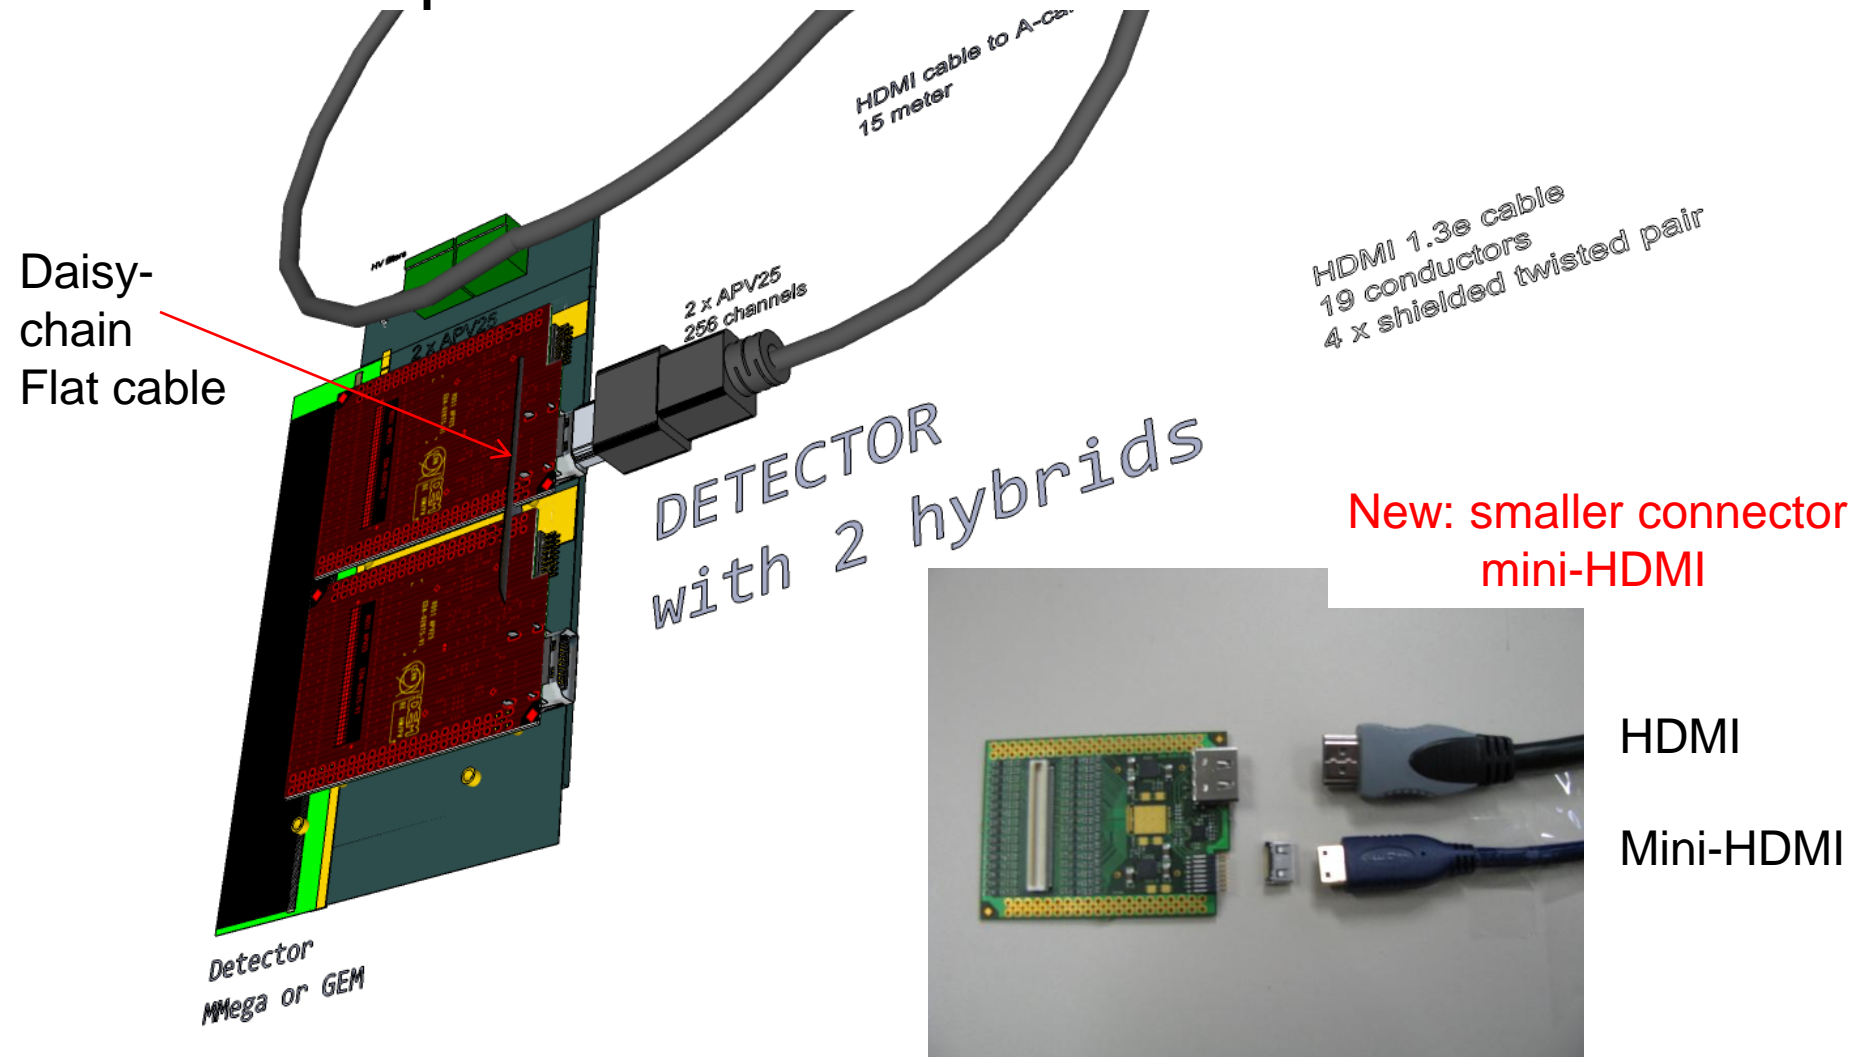 HDMI cable to
15 meter
HDMI 1.3e cable
19 conductors
4 x shielded twisted pair
Daisy-
chain
Flat cable
HV filters
2 x APV25
256 channels
2 x APV25
DETECTOR
with 2 hybrids
New: smaller connector
mini-HDMI
HDMI
Mini-HDMI
Detector
MMega or GEM